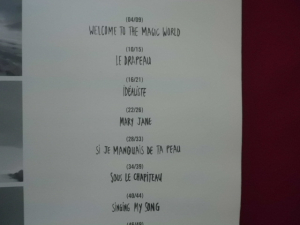 (04/09)
WELCOME TO THE MAGIC WORLD
(10/15)
LE DRAPEAU
(16/21)
IDÉALISTE
(22/25)
MARY JANE
(26/33)
SI JE MANQUAIS DE TA PEAU
(34/39)
SOUS LE CHAPITEAU
(40/44)
SINGING MY SONG